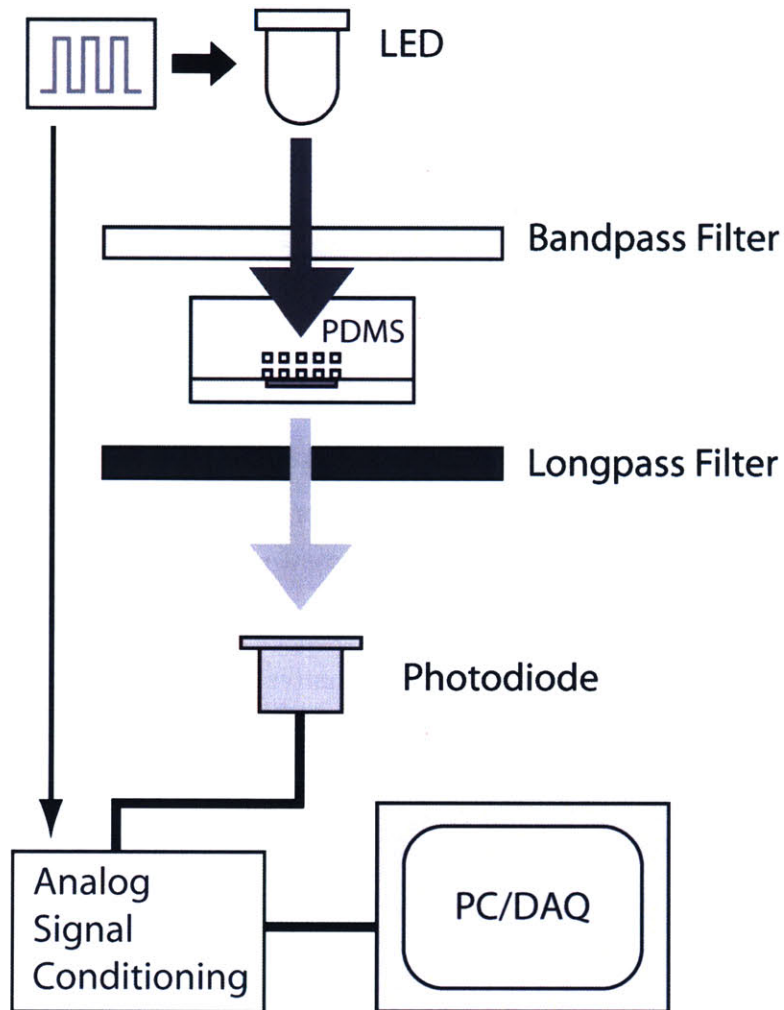 LED
Bandpass Filter
PDMS
Longpass Filter
Photodiode
Analog
Signal
Conditioning
PC/DAQ